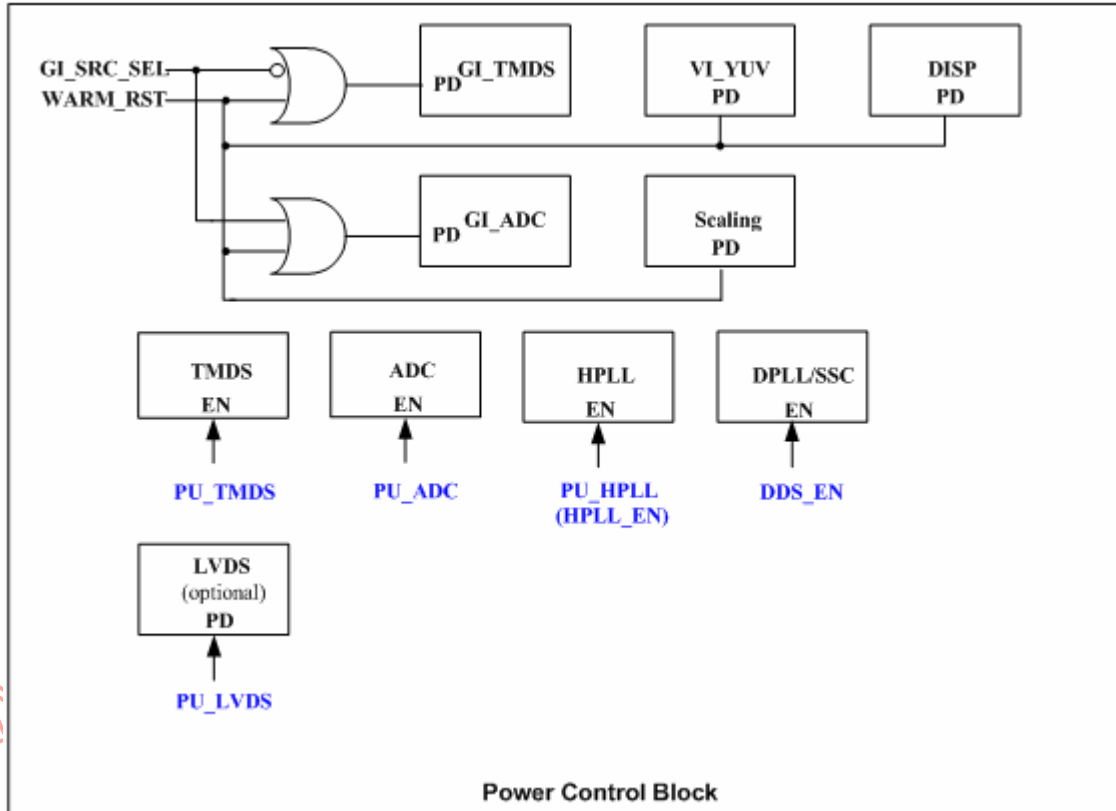 GI_SRC_SEL
WARM_RST
PD GI_TMDS
VI_YUV
PD
DISP
PD
PD GI_ADC
Scaling
PD
TMDS
EN
PU_TMDS
ADC
EN
PU_ADC
HPLL
EN
PU_HPLL
(HPLL_EN)
DPLL/SSC
EN
DDS_EN
LVDS
(optional)
PD
PU_LVDS
Power Control Block